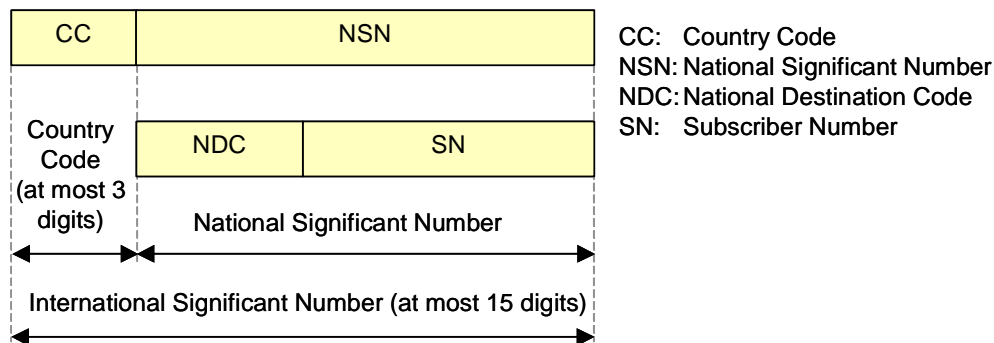 CC NSN
CC: Country Code
NSN: National Significant Number
NDC: National Destination Code
SN: Subscriber Number
Country
Code
(at most 3
digits)
NDC SN
National Significant Number
International Significant Number (at most 15 digits)